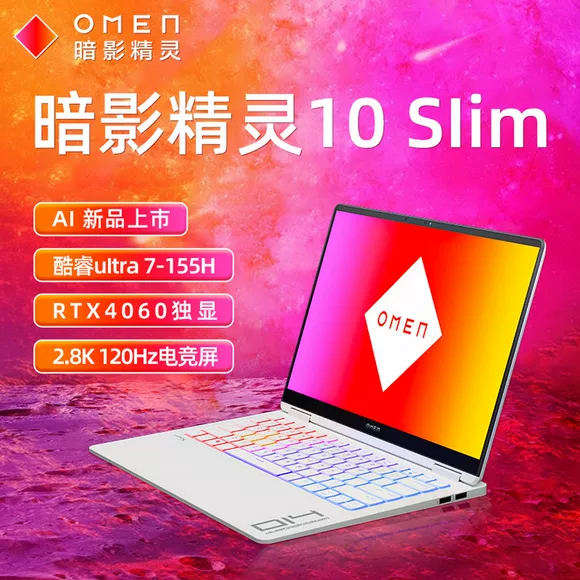 OMEN
暗影精灵
暗影精灵10 Slim
AI 新品上市
酷睿ultra 7-155H
RTX4060独显
2.8K 120Hz电竞屏
OMEN
OMEN
014